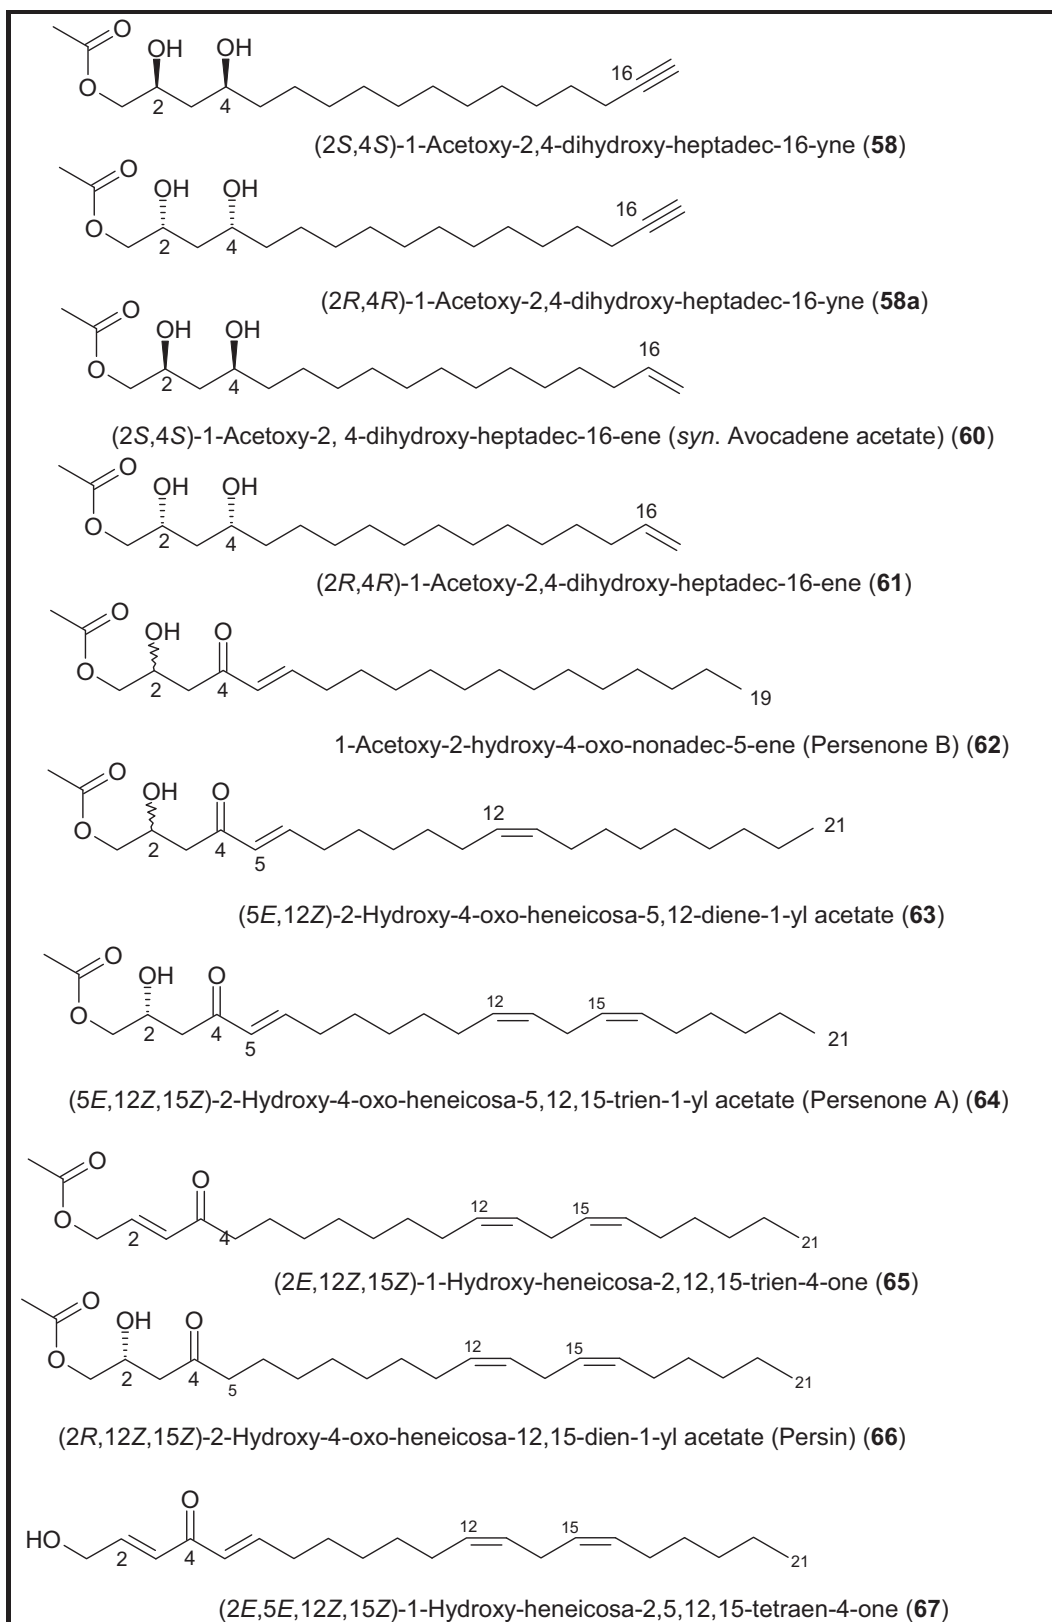 O
OH OH
O
2 4
16
(2S,4S)-1-Acetoxy-2,4-dihydroxy-heptadec-16-yne (58)
O
OH OH
O
2 4
16
(2R,4R)-1-Acetoxy-2,4-dihydroxy-heptadec-16-yne (58a)
O
OH OH
O
2 4
16
(2S,4S)-1-Acetoxy-2, 4-dihydroxy-heptadec-16-ene (syn. Avocadene acetate) (60)
O
OH OH
O
2 4
16
(2R,4R)-1-Acetoxy-2,4-dihydroxy-heptadec-16-ene (61)
O
OH O
O
2 4
19
1-Acetoxy-2-hydroxy-4-oxo-nonadec-5-ene (Persenone B) (62)
O
OH O
O
2 4 5
12
21
(5E,12Z)-2-Hydroxy-4-oxo-heneicosa-5,12-diene-1-yl acetate (63)
O
OH O
O
2 4 5
12 15
21
(5E,12Z,15Z)-2-Hydroxy-4-oxo-heneicosa-5,12,15-trien-1-yl acetate (Persenone A) (64)
O
O
O
2 4
12 15
21
(2E,12Z,15Z)-1-Hydroxy-heneicosa-2,12,15-trien-4-one (65)
O
OH O
O
2 4 5
12 15
21
(2R,12Z,15Z)-2-Hydroxy-4-oxo-heneicosa-12,15-dien-1-yl acetate (Persin) (66)
O
HO
2 4
12 15
21
(2E,5E,12Z,15Z)-1-Hydroxy-heneicosa-2,5,12,15-tetraen-4-one (67)